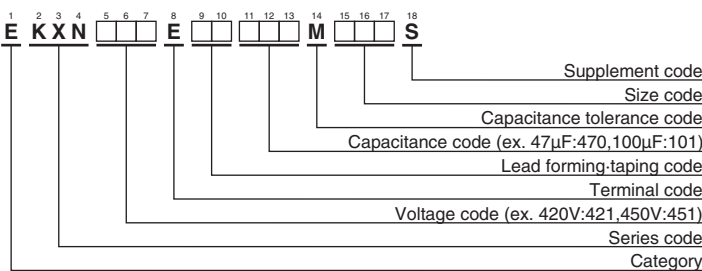 1 2 3 4 5 6 7 8 9 10 11 12 13 14 15 16 17 18
E KXN E M S
Supplement code
Size code
Capacitance tolerance code
Capacitance code (ex. 47μF:470,100μF:101)
Lead forming·taping code
Terminal code
Voltage code (ex. 420V:421,450V:451)
Series code
Category